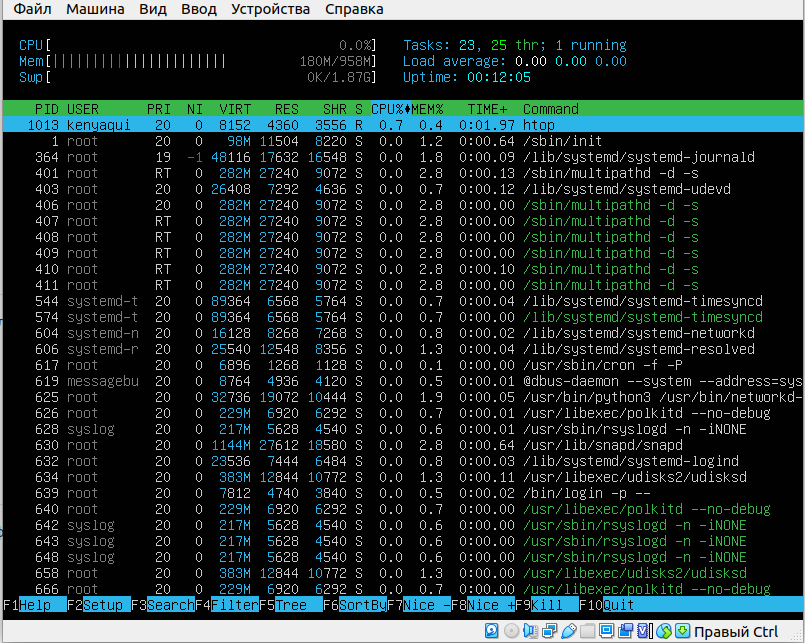 Файл Машина Вид Ввод Устройства Справка
CPU[ 0.0%] Tasks: 23, 25 thr; 1 running
Mem[||||||||||||||||||||||| 180M/958M] Load average: 0.00 0.00 0.00
Swp[ 0K/1.87G] Uptime: 00:12:05
PID USER PRI NI VIRT RES SHR S CPU%♦MEM% TIME+ Command
1013 kenyaqui 20 0 8152 4360 3556 R 0.7 0.4 0:01.97 htop
1 root 20 0 98M 11504 8220 S 0.0 1.2 0:00.64 /sbin/init
364 root 19 -1 48116 17632 16548 S 0.0 1.8 0:00.09 /lib/systemd/systemd-journald
401 root RT 0 282M 27240 9072 S 0.0 2.8 0:00.13 /sbin/multipathd -d -s
403 root 20 0 26408 7292 4636 S 0.0 0.7 0:00.12 /lib/systemd/systemd-udevd
406 root 20 0 282M 27240 9072 S 0.0 2.8 0:00.00 /sbin/multipathd -d -s
407 root RT 0 282M 27240 9072 S 0.0 2.8 0:00.00 /sbin/multipathd -d -s
408 root RT 0 282M 27240 9072 S 0.0 2.8 0:00.00 /sbin/multipathd -d -s
409 root RT 0 282M 27240 9072 S 0.0 2.8 0:00.00 /sbin/multipathd -d -s
410 root RT 0 282M 27240 9072 S 0.0 2.8 0:00.10 /sbin/multipathd -d -s
411 root RT 0 282M 27240 9072 S 0.0 2.8 0:00.00 /sbin/multipathd -d -s
544 systemd-t 20 0 89364 6568 5764 S 0.0 0.7 0:00.04 /lib/systemd/systemd-timesyncd
574 systemd-t 20 0 89364 6568 5764 S 0.0 0.7 0:00.00 /lib/systemd/systemd-timesyncd
604 systemd-n 20 0 16128 8268 7268 S 0.0 0.8 0:00.02 /lib/systemd/systemd-networkd
606 systemd-r 20 0 25540 12548 8356 S 0.0 1.3 0:00.04 /lib/systemd/systemd-resolved
617 root 20 0 6896 1268 1128 S 0.0 0.1 0:00.00 /usr/sbin/cron -f -P
619 messagebu 20 0 8764 4936 4120 S 0.0 0.5 0:00.01 @dbus-daemon --system --address=sys
625 root 20 0 32736 19072 10444 S 0.0 1.9 0:00.05 /usr/bin/python3 /usr/bin/networkd-
626 root 20 0 229M 6920 6292 S 0.0 0.7 0:00.01 /usr/libexec/polkitd --no-debug
628 syslog 20 0 217M 5628 4540 S 0.0 0.6 0:00.01 /usr/sbin/rsyslogd -n -iNONE
630 root 20 0 1144M 27612 18580 S 0.0 2.8 0:00.64 /usr/lib/snapd/snapd
632 root 20 0 23536 7444 6484 S 0.0 0.8 0:00.03 /lib/systemd/systemd-logind
634 root 20 0 383M 12844 10772 S 0.0 1.3 0:00.11 /usr/libexec/udisks2/udisksd
639 root 20 0 7812 4740 3840 S 0.0 0.5 0:00.02 /bin/login -p --
640 root 20 0 229M 6920 6292 S 0.0 0.7 0:00.00 /usr/libexec/polkitd --no-debug
642 syslog 20 0 217M 5628 4540 S 0.0 0.6 0:00.00 /usr/sbin/rsyslogd -n -iNONE
643 syslog 20 0 217M 5628 4540 S 0.0 0.6 0:00.00 /usr/sbin/rsyslogd -n -iNONE
648 syslog 20 0 217M 5628 4540 S 0.0 0.6 0:00.00 /usr/sbin/rsyslogd -n -iNONE
658 root 20 0 383M 12844 10772 S 0.0 1.3 0:00.00 /usr/libexec/udisks2/udisksd
666 root 20 0 229M 6920 6292 S 0.0 0.7 0:00.00 /usr/libexec/polkitd --no-debug
F1Help F2Setup F3SearchF4FilterF5Tree F6SortByF7Nice -F8Nice +F9Kill F10Quit
Правый Ctrl